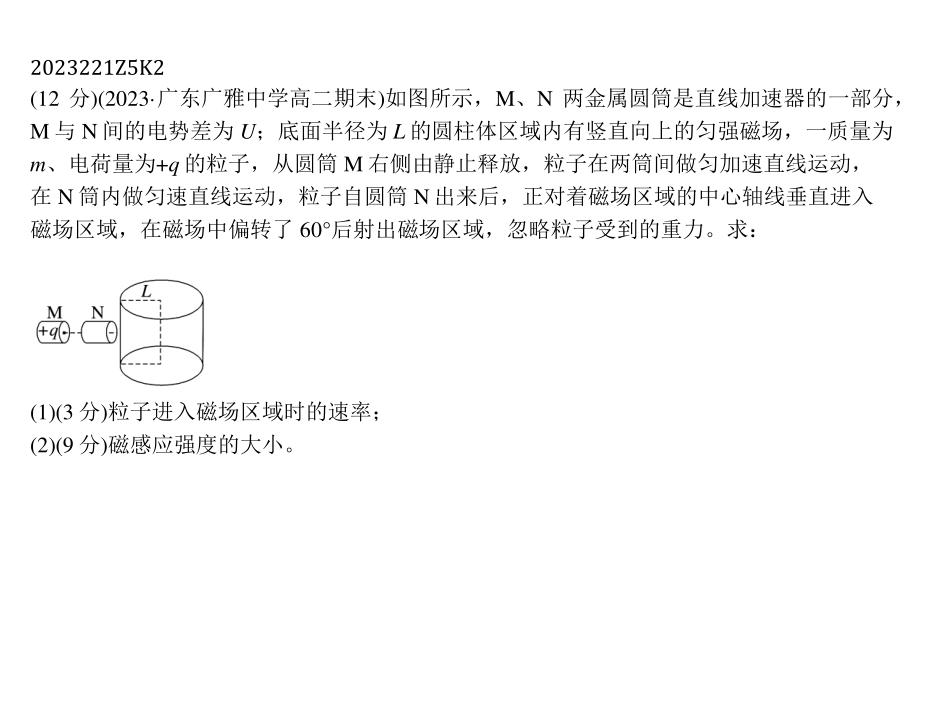 2023221Z5K2
(12 分)(2023·广东广雅中学高二期末)如图所示，M、N 两金属圆筒是直线加速器的一部分，
M 与 N 间的电势差为 U；底面半径为 L 的圆柱体区域内有竖直向上的匀强磁场，一质量为
m、电荷量为+q 的粒子，从圆筒 M 右侧由静止释放，粒子在两筒间做匀加速直线运动，
在 N 筒内做匀速直线运动，粒子自圆筒 N 出来后，正对着磁场区域的中心轴线垂直进入
磁场区域，在磁场中偏转了 60°后射出磁场区域，忽略粒子受到的重力。求：
L
M N
+q
(1)(3 分)粒子进入磁场区域时的速率；
(2)(9 分)磁感应强度的大小。